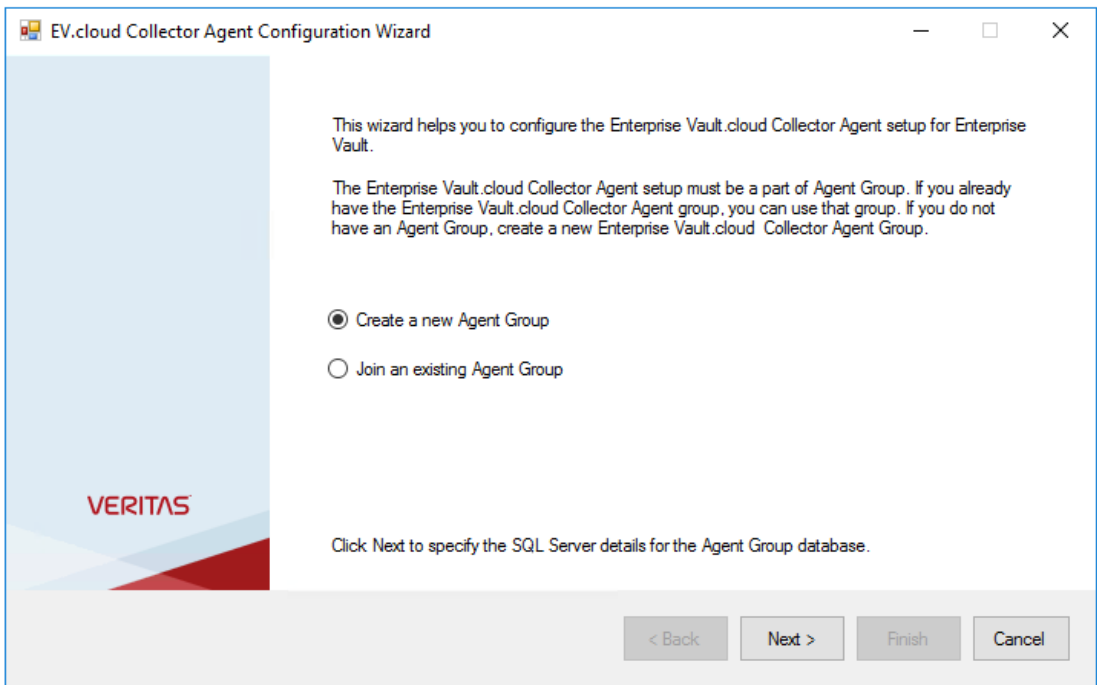 EV.cloud Collector Agent Configuration Wizard
This wizard helps you to configure the Enterprise Vault.cloud Collector Agent setup for Enterprise
Vault.
The Enterprise Vault.cloud Collector Agent setup must be a part of Agent Group. If you already
have the Enterprise Vault.cloud Collector Agent group, you can use that group. If you do not
have an Agent Group, create a new Enterprise Vault.cloud  Collector Agent Group.
Create a new Agent Group
Join an existing Agent Group
VERITAS
Click Next to specify the SQL Server details for the Agent Group database.
< Back
Next >
Finish
Cancel